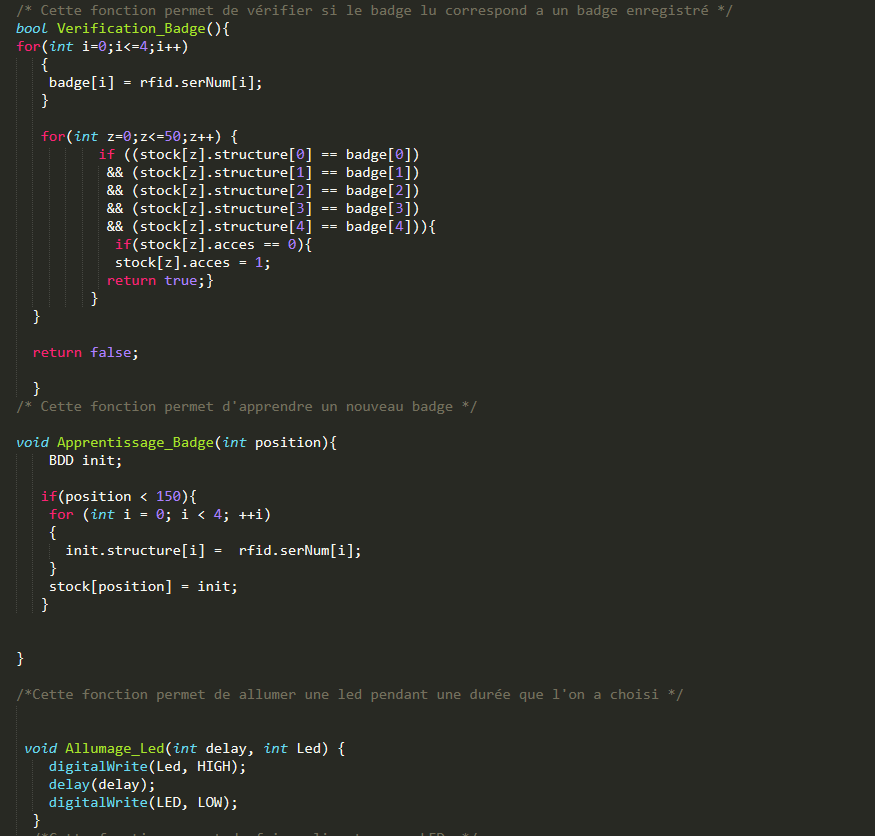 /* Cette fonction permet de vérifier si le badge lu correspond a un badge enregistré */
bool Verification_Badge(){
for(int i=0;i<=4;i++)
{
badge[i] = rfid.serNum[i];
}
for(int z=0;z<=50;z++) {
if ((stock[z].structure[0] == badge[0])
&& (stock[z].structure[1] == badge[1])
&& (stock[z].structure[2] == badge[2])
&& (stock[z].structure[3] == badge[3])
&& (stock[z].structure[4] == badge[4])){
if(stock[z].acces == 0){
stock[z].acces = 1;
return true;}
}
}
return false;
}
/* Cette fonction permet d'apprendre un nouveau badge */
void Apprentissage_Badge(int position){
BDD init;
if(position < 150){
for (int i = 0; i < 4; ++i)
{
init.structure[i] =  rfid.serNum[i];
}
stock[position] = init;
}
}
/*Cette fonction permet de allumer une led pendant une durée que l'on a choisi */
void Allumage_Led(int delay, int Led) {
digitalWrite(Led, HIGH);
delay(delay);
digitalWrite(LED, LOW);
}